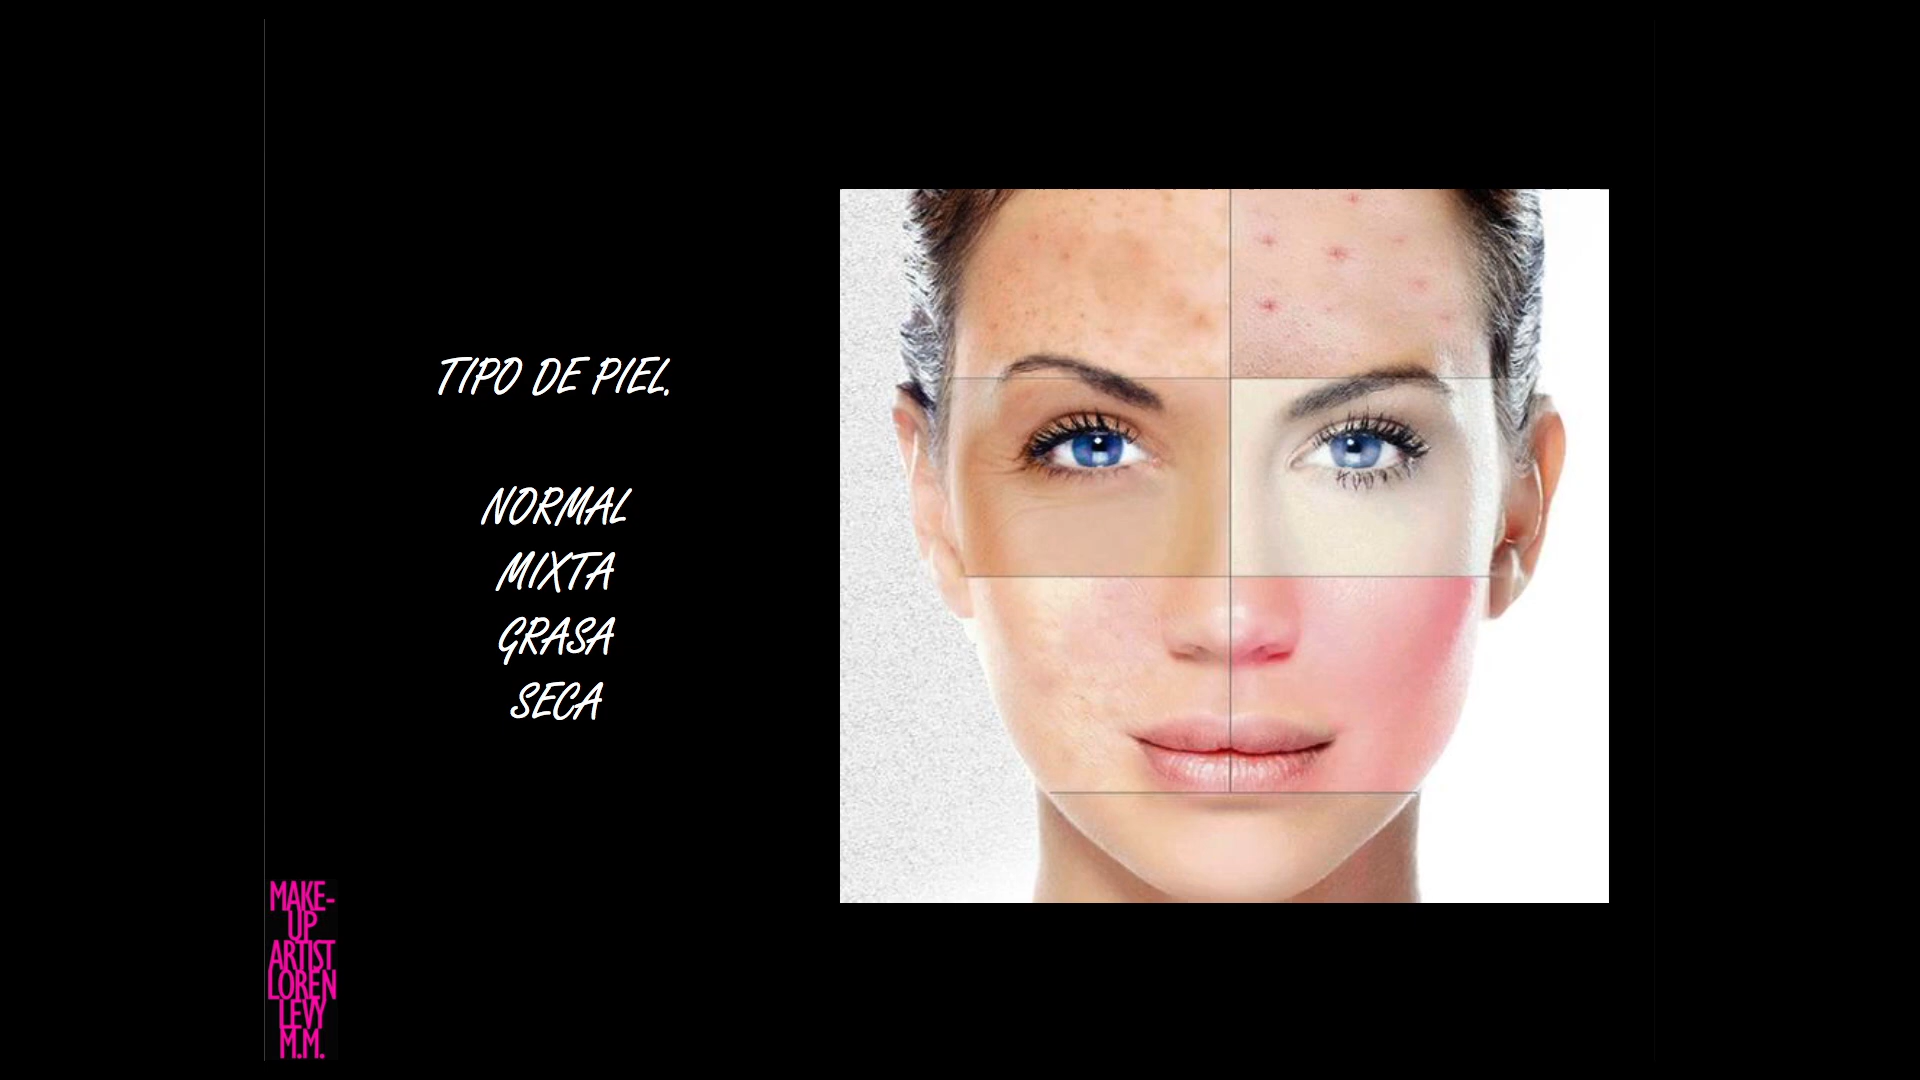 TIPO DE PIEL.
NORMAL
MIXTA
GRASA
SECA
MAKE-
UP
ARTIST
LOREN
LEVY
M.M.